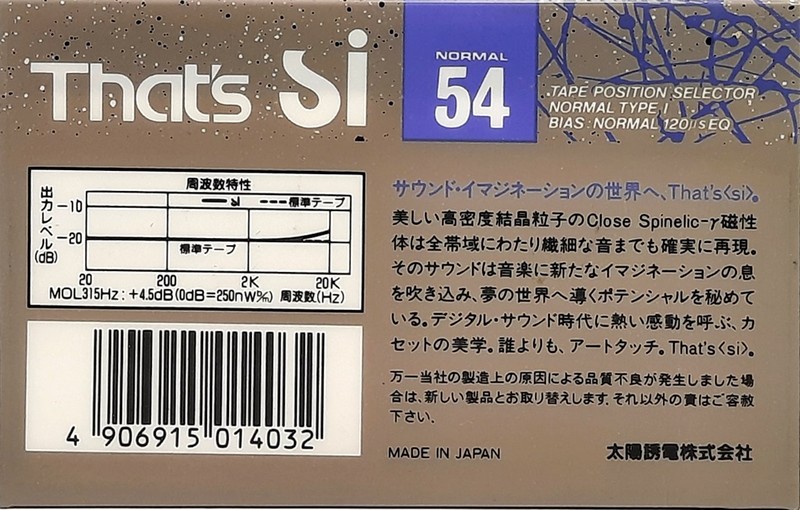 That's Si
NORMAL
54
TAPE POSITION SELECTOR
NORMAL TYPE I
BIAS: NORMAL 120μs EQ
周波数特性
出力レベル(dB)
標準テープ
-10
-20
標準テープ
20 200 2K 20K
MOL315Hz: +4.5dB(0dB=250nW‰) 周波数(Hz)
4 906915 014032
サウンド・イマジネーションの世界へ、That's〈si〉。
美しい高密度結晶粒子のClose Spinelic-γ磁性
体は全帯域にわたり繊細な音までも確実に再現。
そのサウンドは音楽に新たなイマジネーションの息
を吹き込み、夢の世界へ導くポテンシャルを秘めて
いる。デジタル・サウンド時代に熱い感動を呼ぶ、カ
セットの美学。誰よりも、アートタッチ。That's〈si〉。
万一当社の製造上の原因による品質不良が発生しました場
合は、新しい製品とお取り替えします。それ以外の責はご容赦
下さい。
MADE IN JAPAN
太陽誘電株式会社